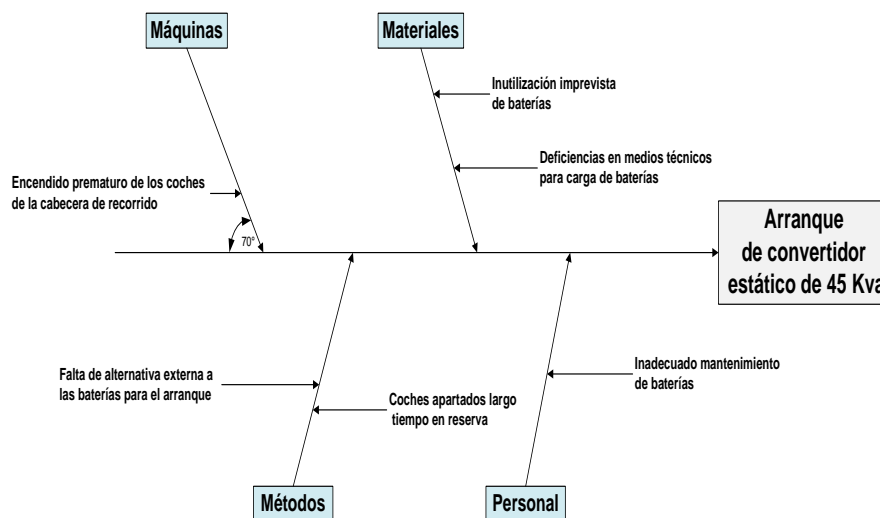 Máquinas
Materiales
Inutilización imprevista
de baterías
Deficiencias en medios técnicos
para carga de baterías
Encendido prematuro de los coches
de la cabecera de recorrido
70°
Arranque
de convertidor
estático de 45 Kva
Falta de alternativa externa a
las baterías para el arranque
Coches apartados largo
tiempo en reserva
Inadecuado mantenimiento
de baterías
Métodos
Personal